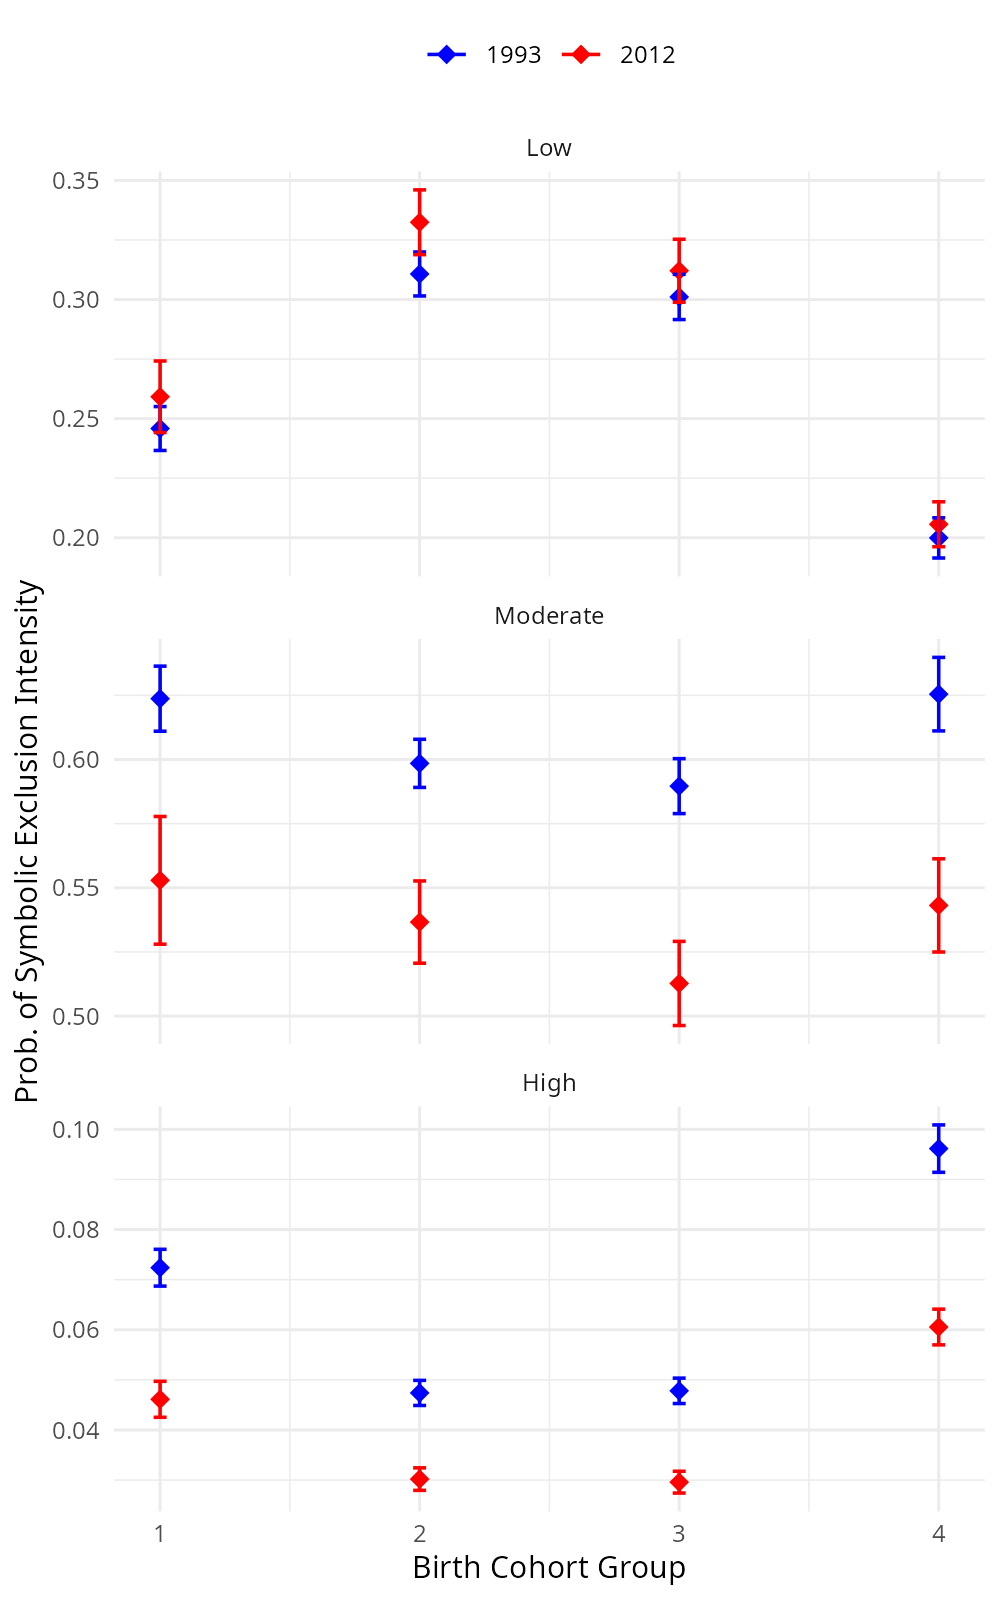 1993 2012
Low
0.35
0.30
0.25
0.20
Moderate
0.60
0.55
0.50
High
0.10
0.08
0.06
0.04
1 2 3 4
Birth Cohort Group
Prob. of Symbolic Exclusion Intensity